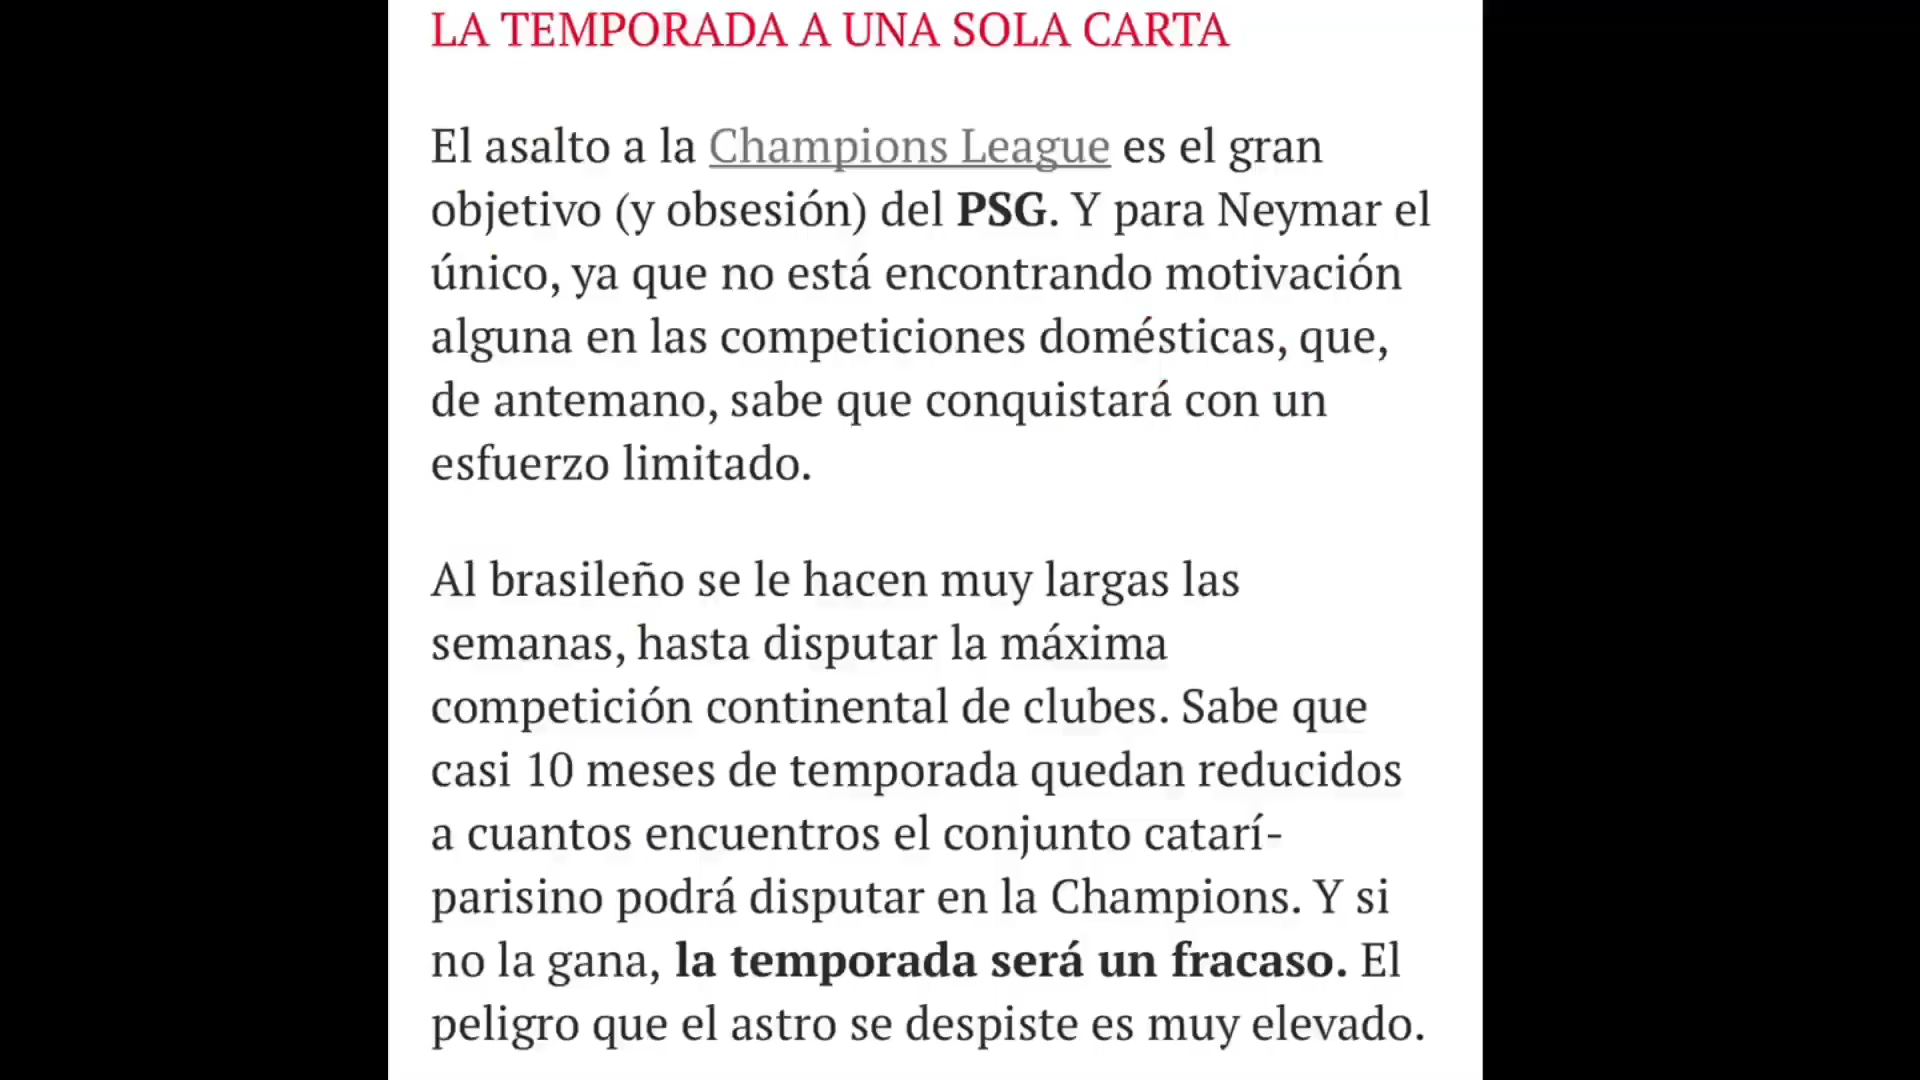 LA TEMPORADA A UNA SOLA CARTA
El asalto a la Champions League es el gran
objetivo (y obsesión) del PSG. Y para Neymar el
único, ya que no está encontrando motivación
alguna en las competiciones domésticas, que,
de antemano, sabe que conquistará con un
esfuerzo limitado.
Al brasileño se le hacen muy largas las
semanas, hasta disputar la máxima
competición continental de clubes. Sabe que
casi 10 meses de temporada quedan reducidos
a cuantos encuentros el conjunto catarí-
parisino podrá disputar en la Champions. Y si
no la gana, la temporada será un fracaso. El
peligro que el astro se despiste es muy elevado.